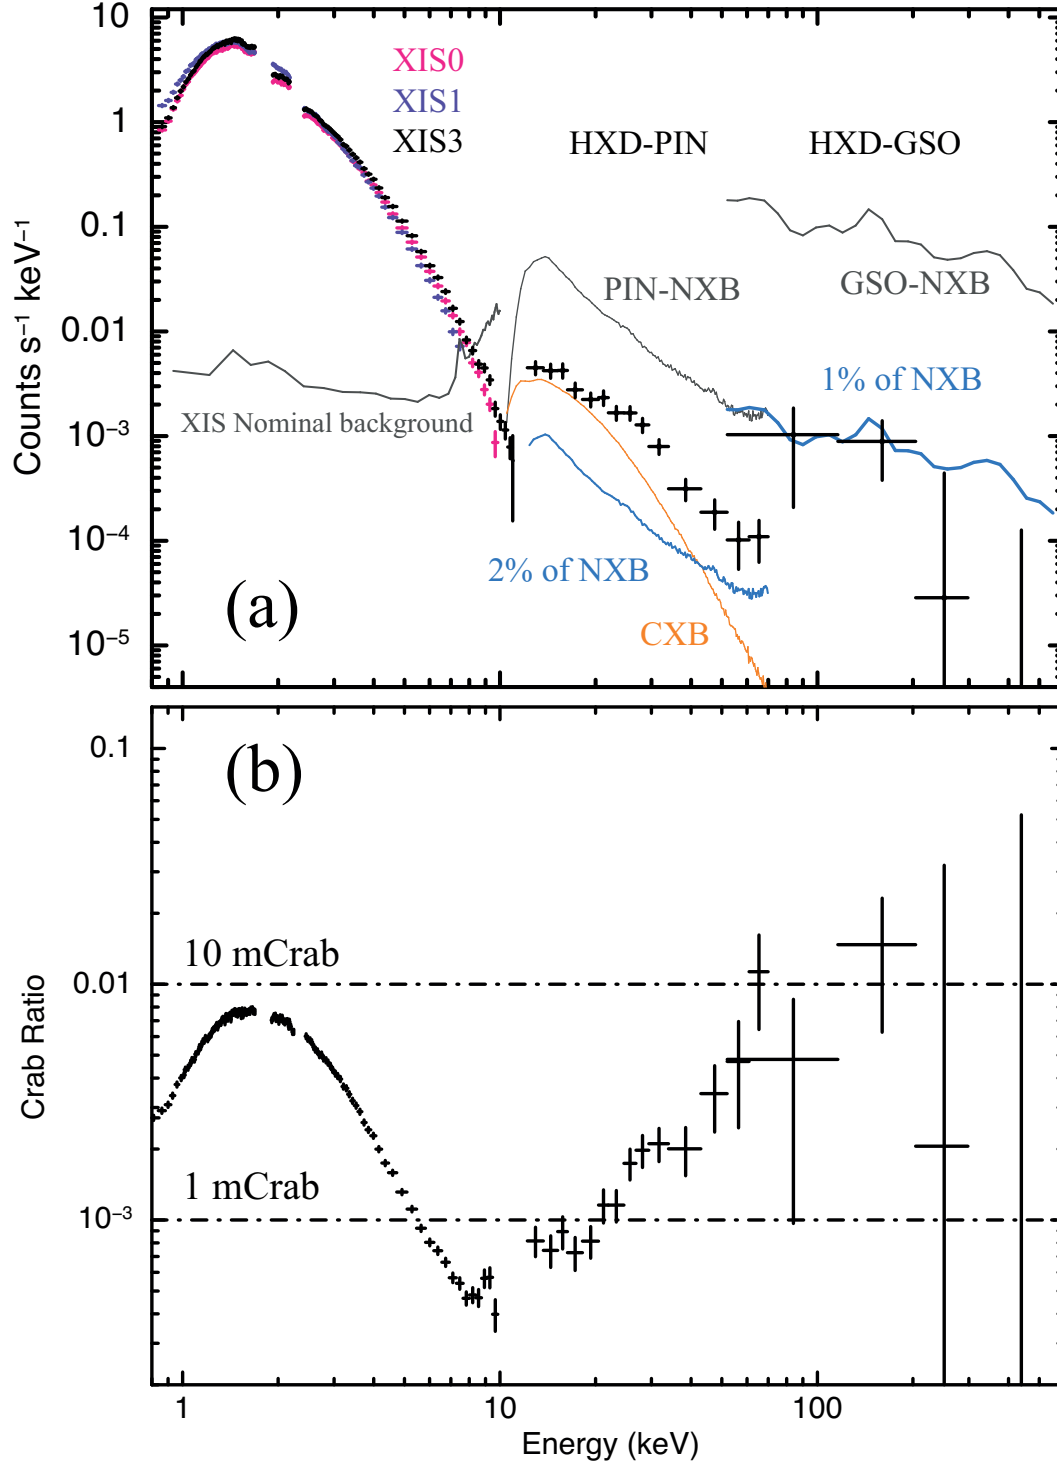 10
XIS0
XIS1
1
XIS3
HXD-PIN
HXD-GSO
0.1
PIN-NXB
GSO-NXB
0.01
1% of NXB
XIS Nominal background
10⁻³
10⁻⁴
2% of NXB
(a)
CXB
10⁻⁵
Counts s⁻¹ keV⁻¹
0.1
(b)
10 mCrab
0.01
1 mCrab
10⁻³
Crab Ratio
1 10 100
Energy (keV)